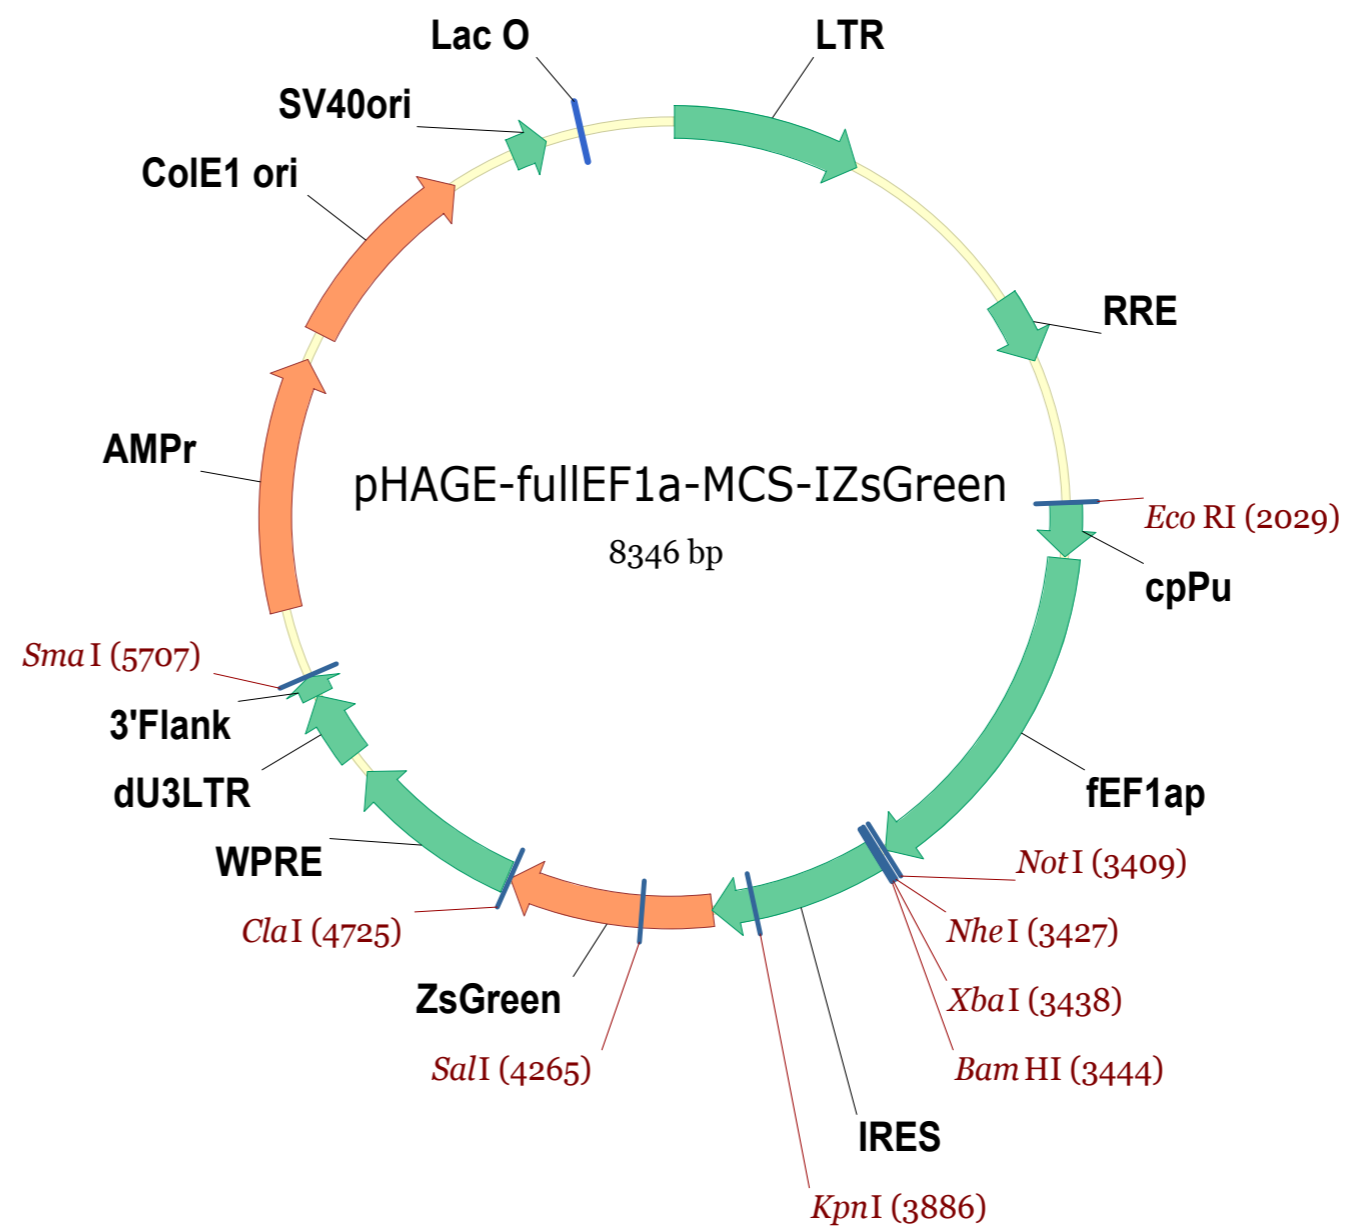 Lac O
LTR
SV40ori
ColE1 ori
RRE
AMPr
pHAGE-fullEF1a-MCS-IZsGreen
8346 bp
Eco RI (2029)
cpPu
Sma I (5707)
3'Flank
dU3LTR
fEF1ap
WPRE
Not I (3409)
Cla I (4725)
Nhe I (3427)
ZsGreen
Xba I (3438)
Sal I (4265)
Bam HI (3444)
IRES
Kpn I (3886)